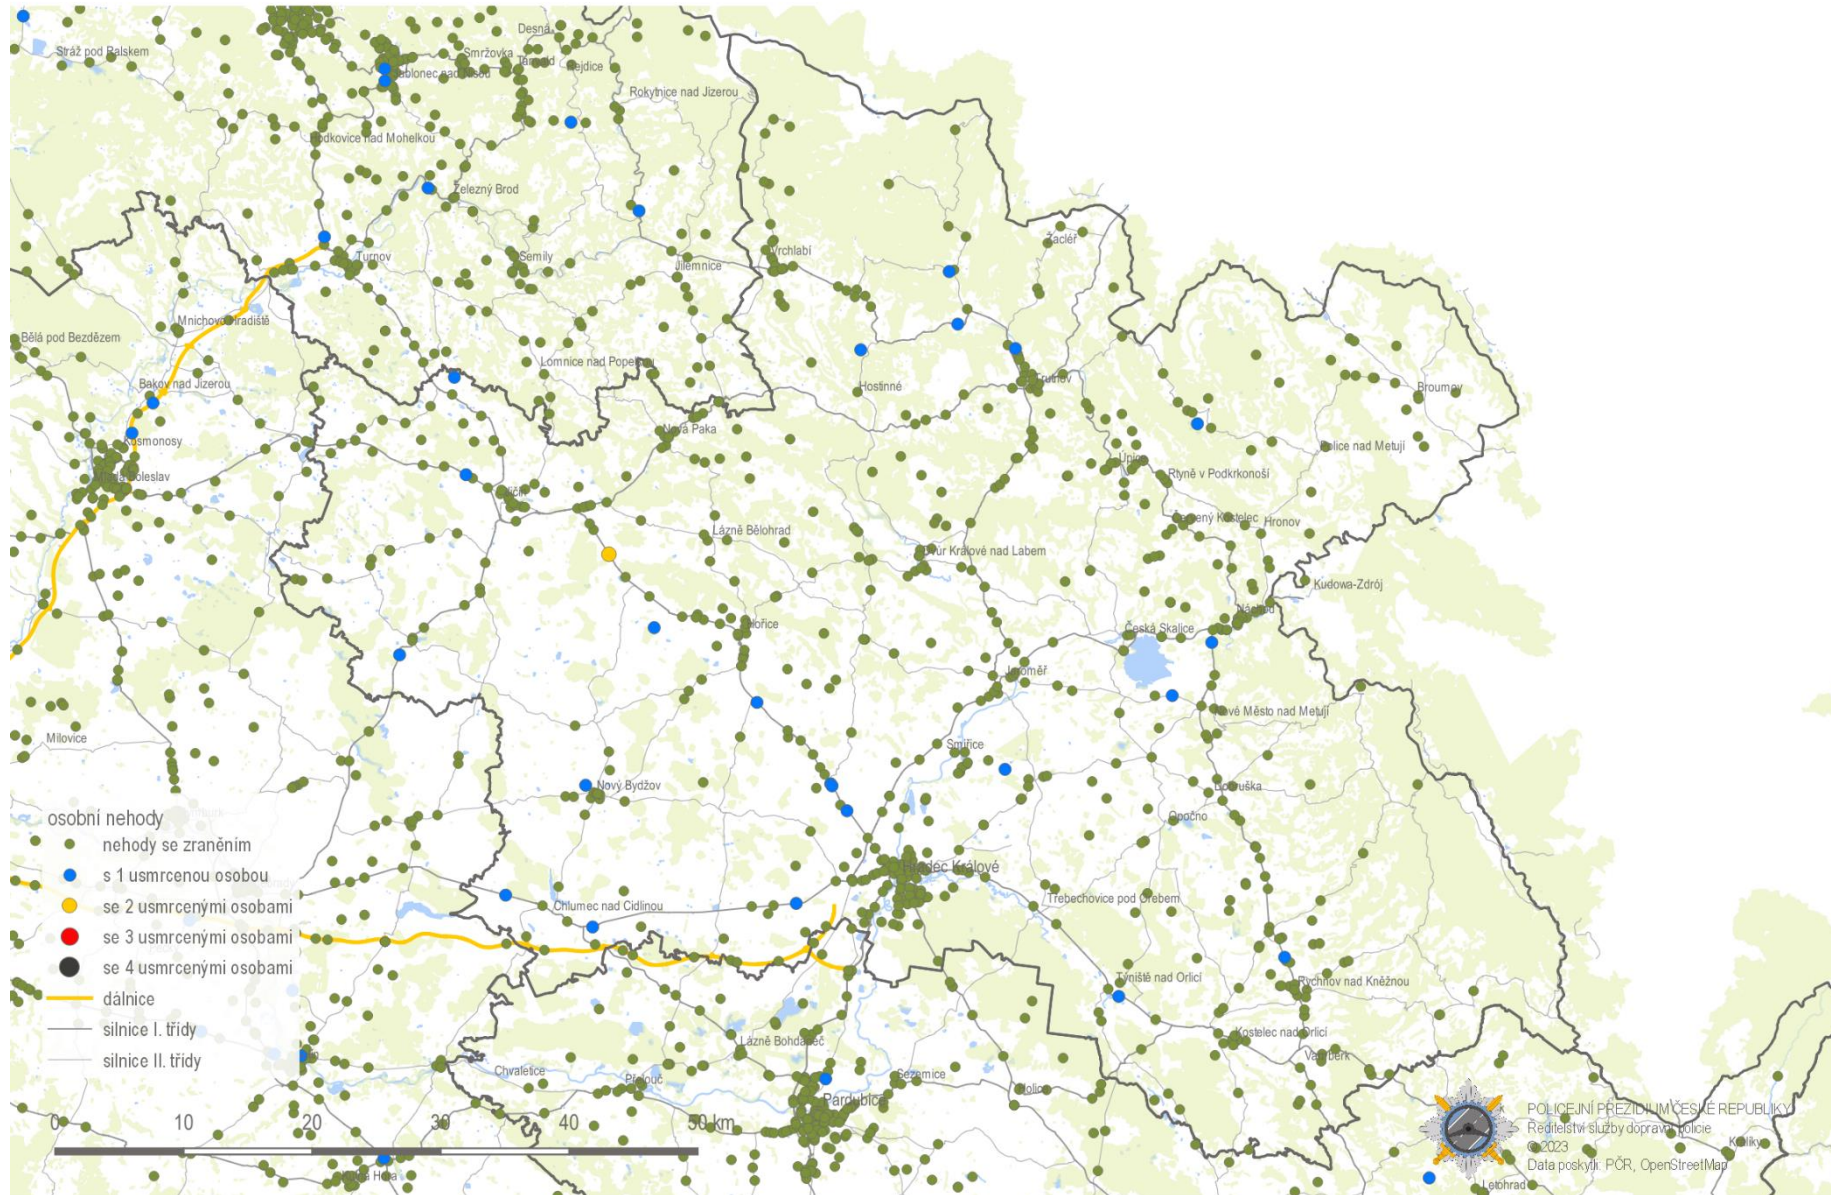 Desná
Stráž pod Ralskem
Smržovka
Tanvald
Rejdice
Jablonec nad Nisou
Rokytnice nad Jizerou
Hodkovice nad Mohelkou
Železný Brod
Žacléř
Turnov
Semily
Vrchlabí
Jilemnice
Mnichovo Hradiště
Bělá pod Bezdězem
Lomnice nad Popelkou
Bakov nad Jizerou
Hostinné
Trutnov
Broumov
Kosmonosy
Nová Paka
Police nad Metují
Mladá Boleslav
Úpice
Rtyně v Podkrkonoší
Jičín
Lázně Bělohrad
Červený Kostelec
Hronov
Dvůr Králové nad Labem
Kudowa-Zdrój
Náchod
Hořice
Česká Skalice
Jaroměř
Nové Město nad Metují
Milovice
Smiřice
Nový Bydžov
Dobruška
Opočno
osobní nehody
nehody se zraněním
s 1 usmrcenou osobou
se 2 usmrcenými osobami
se 3 usmrcenými osobami
se 4 usmrcenými osobami
dálnice
silnice I. třídy
silnice II. třídy
Hradec Králové
Chlumec nad Cidlinou
Třebechovice pod Orebem
Týniště nad Orlicí
Rychnov nad Kněžnou
Kostelec nad Orlicí
Lázně Bohdaneč
Vamberk
Chvaletice
Přelouč
Sezemice
Holice
Pardubice
0 10 20 30 40 50 km
Kutná Hora
POLICEJNÍ PREZIDIUM ČESKÉ REPUBLIKY
Ředitelství služby dopravní policie
© 2023
Data poskytli: PČR, OpenStreetMap
Králíky
Letohrad